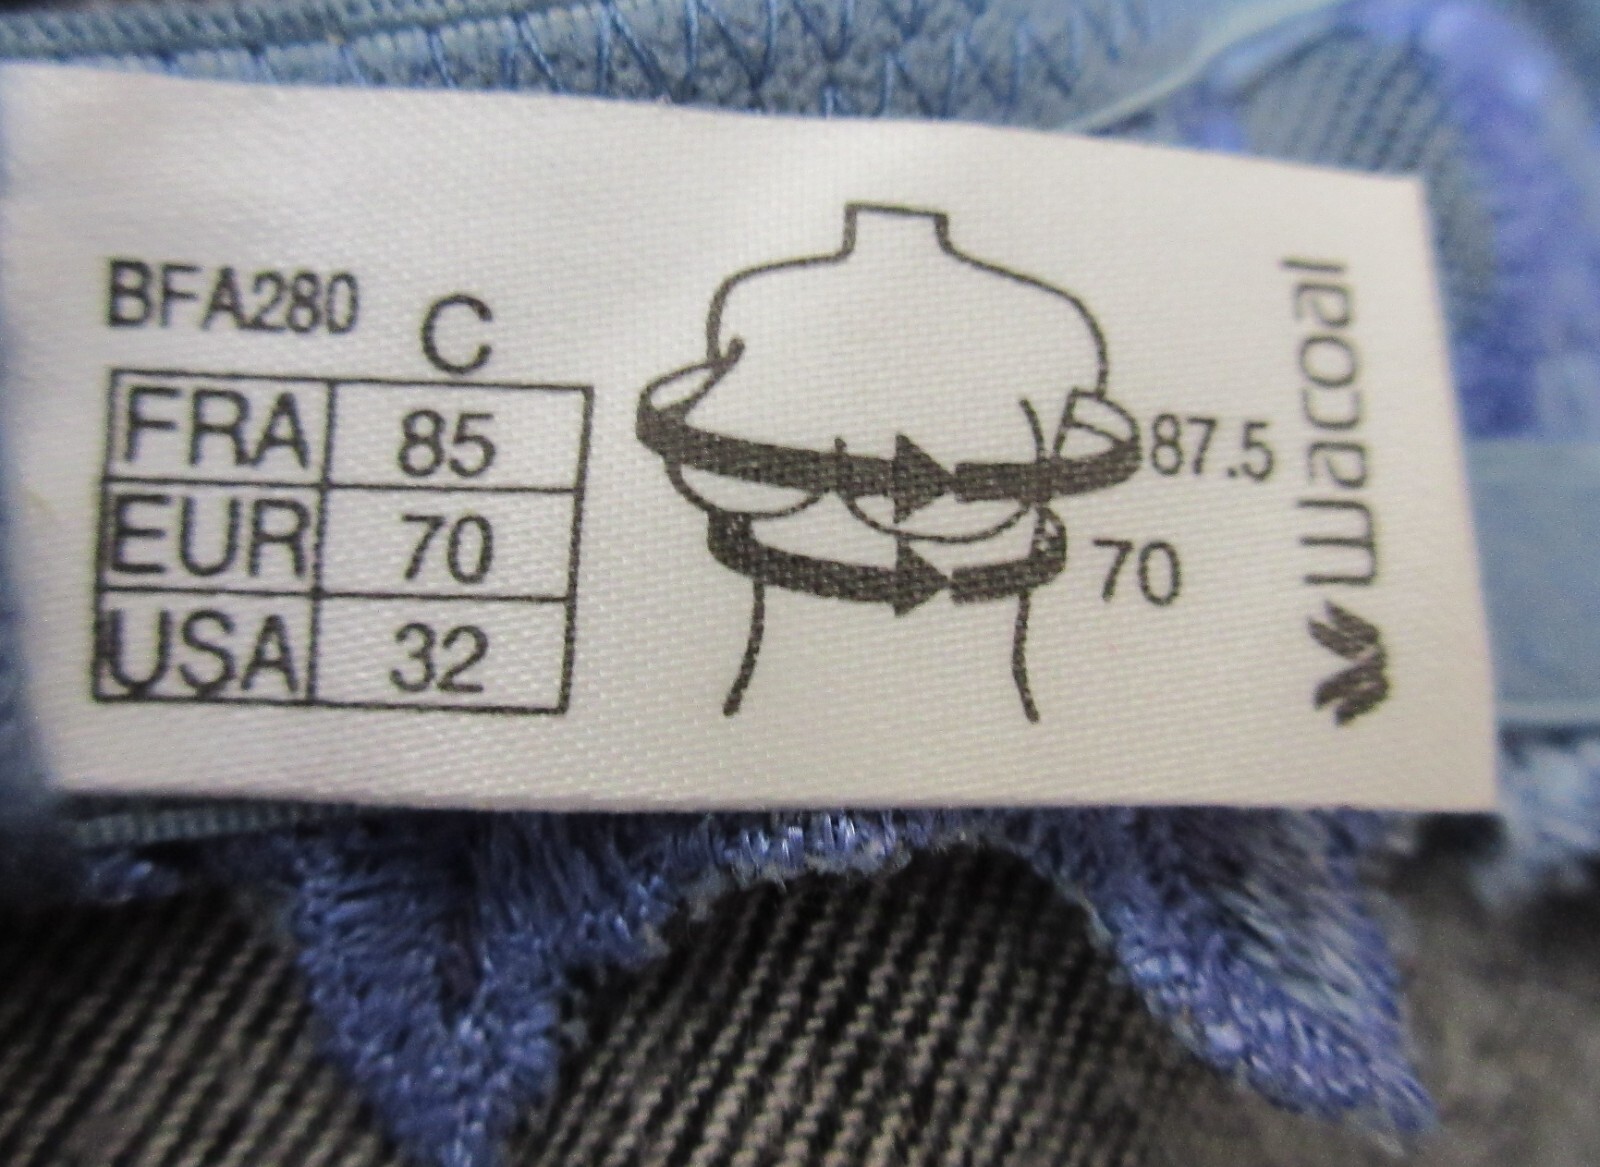 BFA280 C
FRA 85
EUR 70
USA 32
87.5
70
wacoal